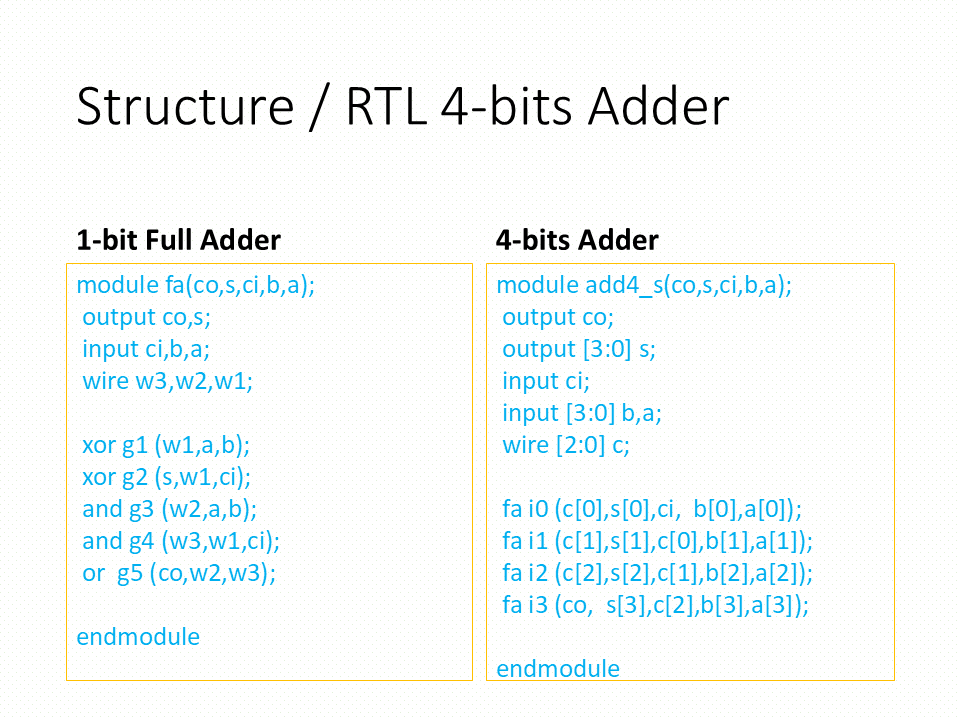 Structure / RTL 4-bits Adder
1-bit Full Adder
module fa(co,s,ci,b,a);
output co,s;
input ci,b,a;
wire w3,w2,w1;
xor g1 (w1,a,b);
xor g2 (s,w1,ci);
and g3 (w2,a,b);
and g4 (w3,w1,ci);
or  g5 (co,w2,w3);
endmodule
4-bits Adder
module add4_s(co,s,ci,b,a);
output co;
output [3:0] s;
input ci;
input [3:0] b,a;
wire [2:0] c;
fa i0 (c[0],s[0],ci,  b[0],a[0]);
fa i1 (c[1],s[1],c[0],b[1],a[1]);
fa i2 (c[2],s[2],c[1],b[2],a[2]);
fa i3 (co,  s[3],c[2],b[3],a[3]);
endmodule